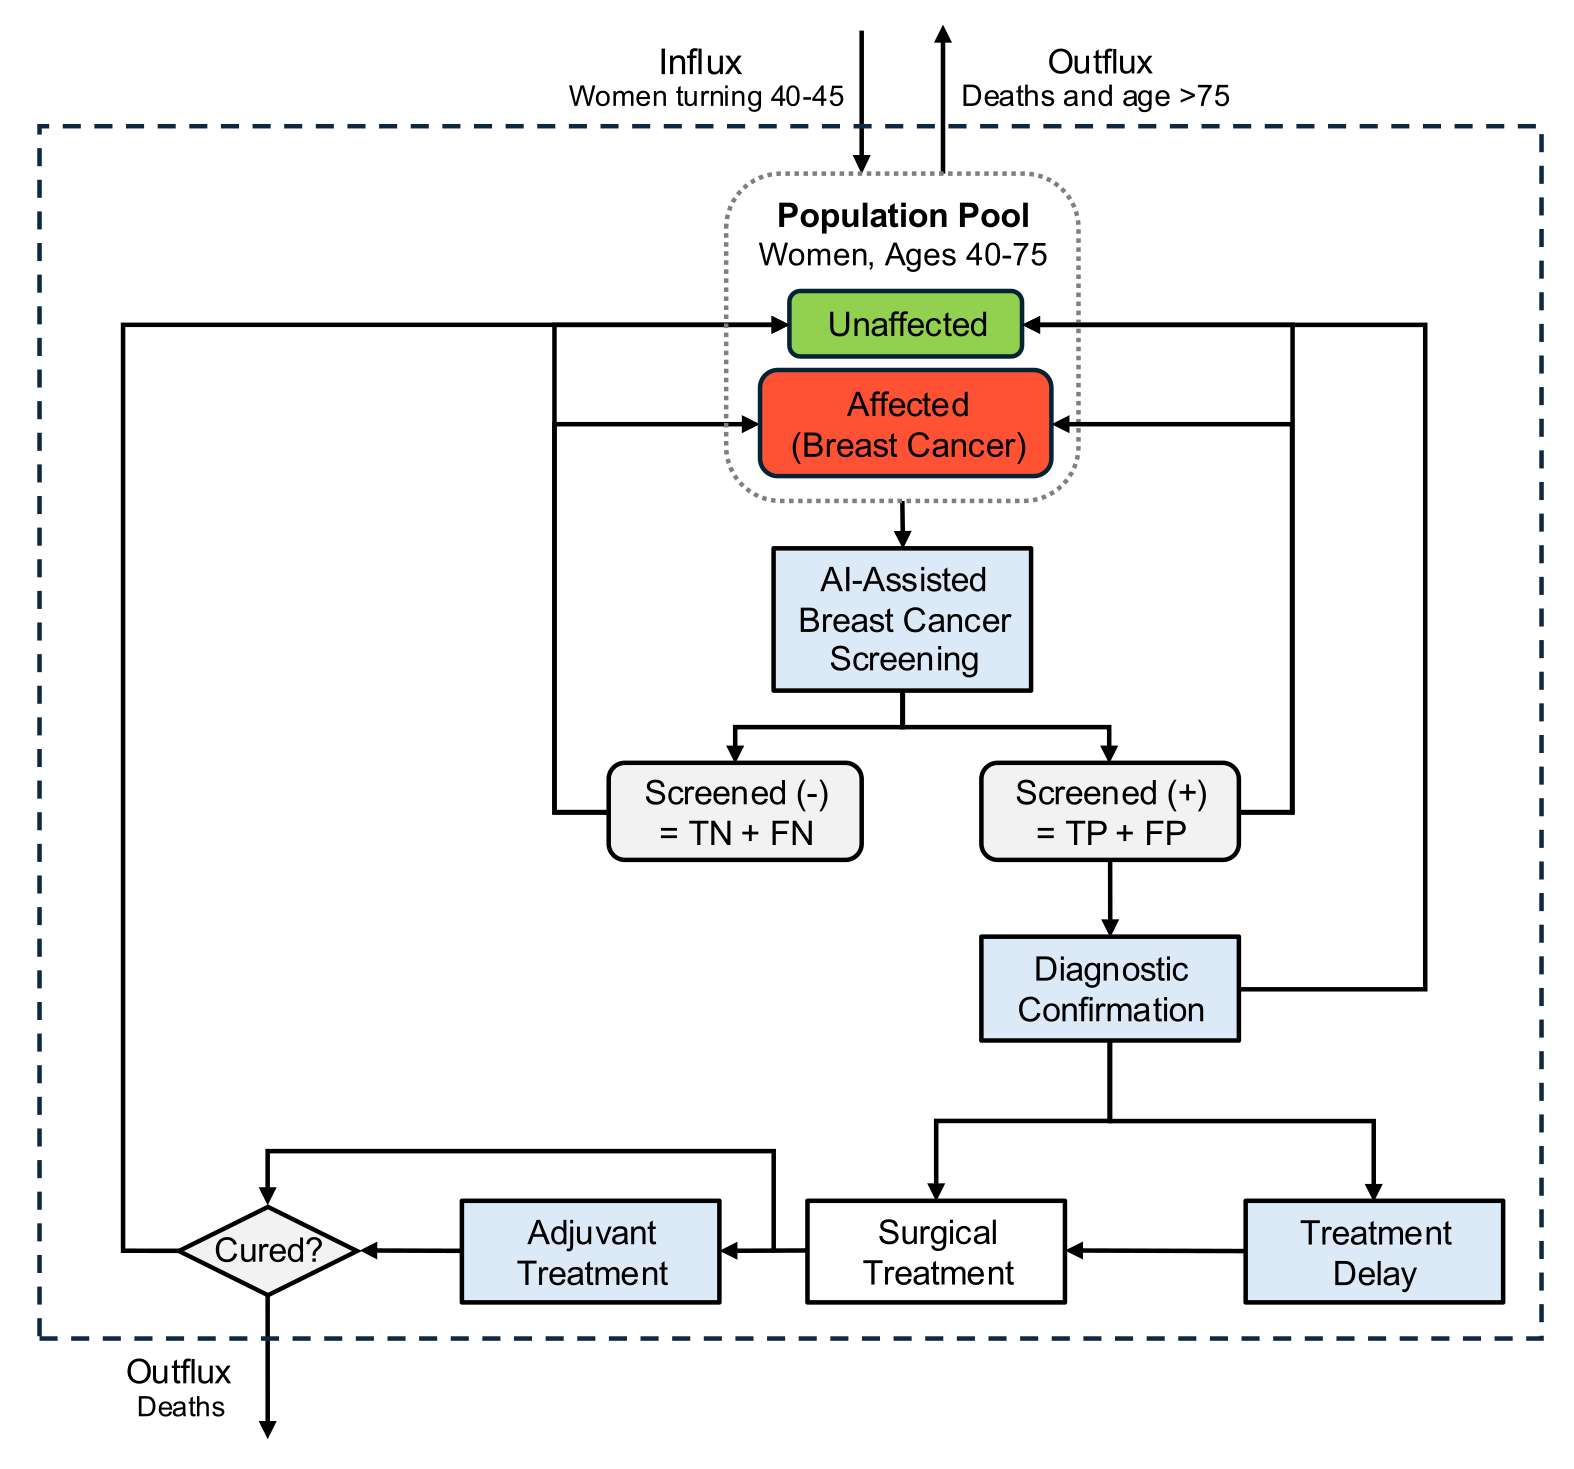 Influx
Women turning 40-45
Outflux
Deaths and age >75
Population Pool
Women, Ages 40-75
Unaffected
Affected
(Breast Cancer)
AI-Assisted
Breast Cancer
Screening
Screened (-)
= TN + FN
Screened (+)
= TP + FP
Diagnostic
Confirmation
Cured?
Adjuvant
Treatment
Surgical
Treatment
Treatment
Delay
Outflux
Deaths